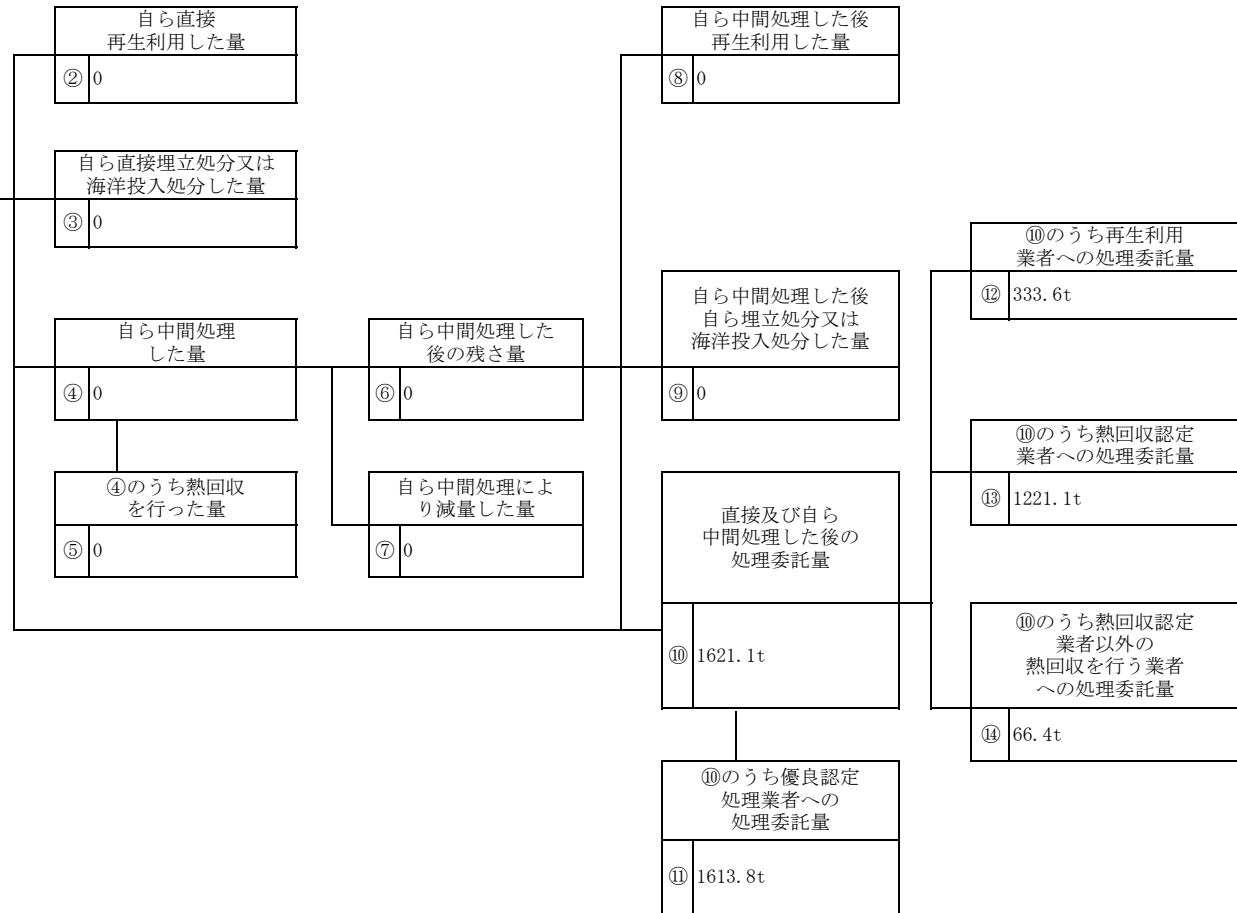 自ら直接
再生利用した量
② 0
自ら中間処理した後
再生利用した量
⑧ 0
自ら直接埋立処分又は
海洋投入処分した量
③ 0
⑩のうち再生利用
業者への処理委託量
⑫ 333.6t
自ら中間処理した後
自ら埋立処分又は
海洋投入処分した量
⑨ 0
自ら中間処理
した量
④ 0
自ら中間処理した
後の残さ量
⑥ 0
⑩のうち熱回収認定
業者への処理委託量
⑬ 1221.1t
④のうち熱回収
を行った量
⑤ 0
自ら中間処理によ
り減量した量
⑦ 0
直接及び自ら
中間処理した後の
処理委託量
⑩ 1621.1t
⑩のうち熱回収認定
業者以外の
熱回収を行う業者
への処理委託量
⑭ 66.4t
⑩のうち優良認定
処理業者への
処理委託量
⑪ 1613.8t